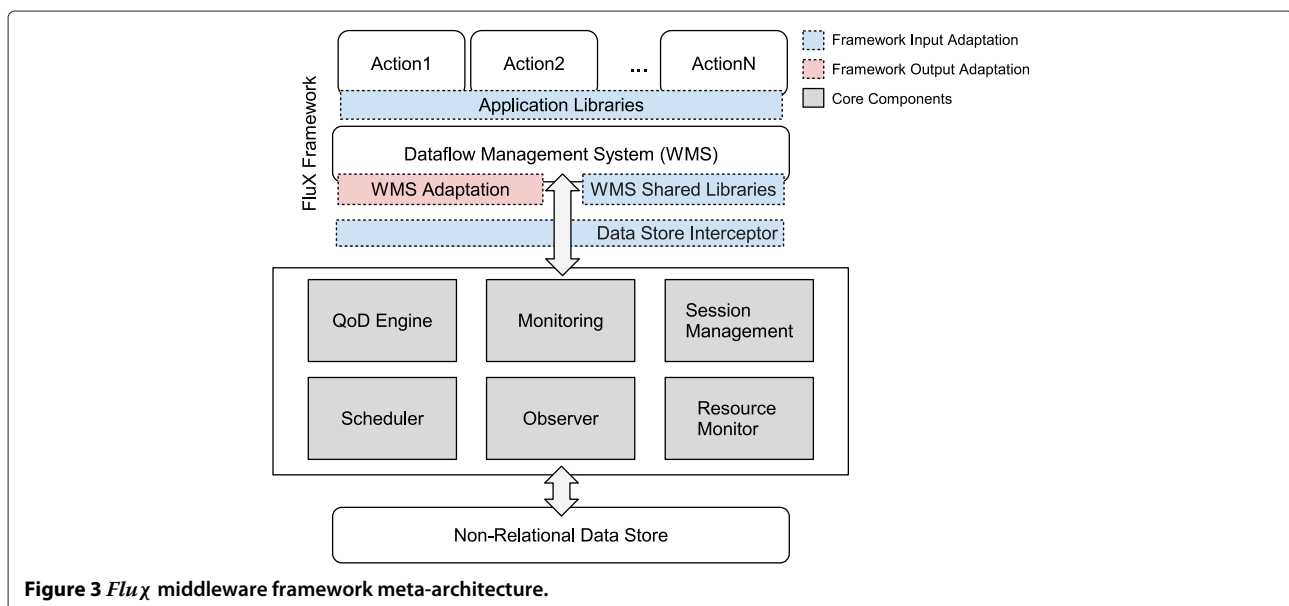 Action1
Action2
...
ActionN
Framework Input Adaptation
Framework Output Adaptation
Core Components
FluX Framework
Application Libraries
Dataflow Management System (WMS)
WMS Adaptation
WMS Shared Libraries
Data Store Interceptor
QoD Engine
Monitoring
Session
Management
Scheduler
Observer
Resource
Monitor
Non-Relational Data Store
Figure 3 Fluχ middleware framework meta-architecture.